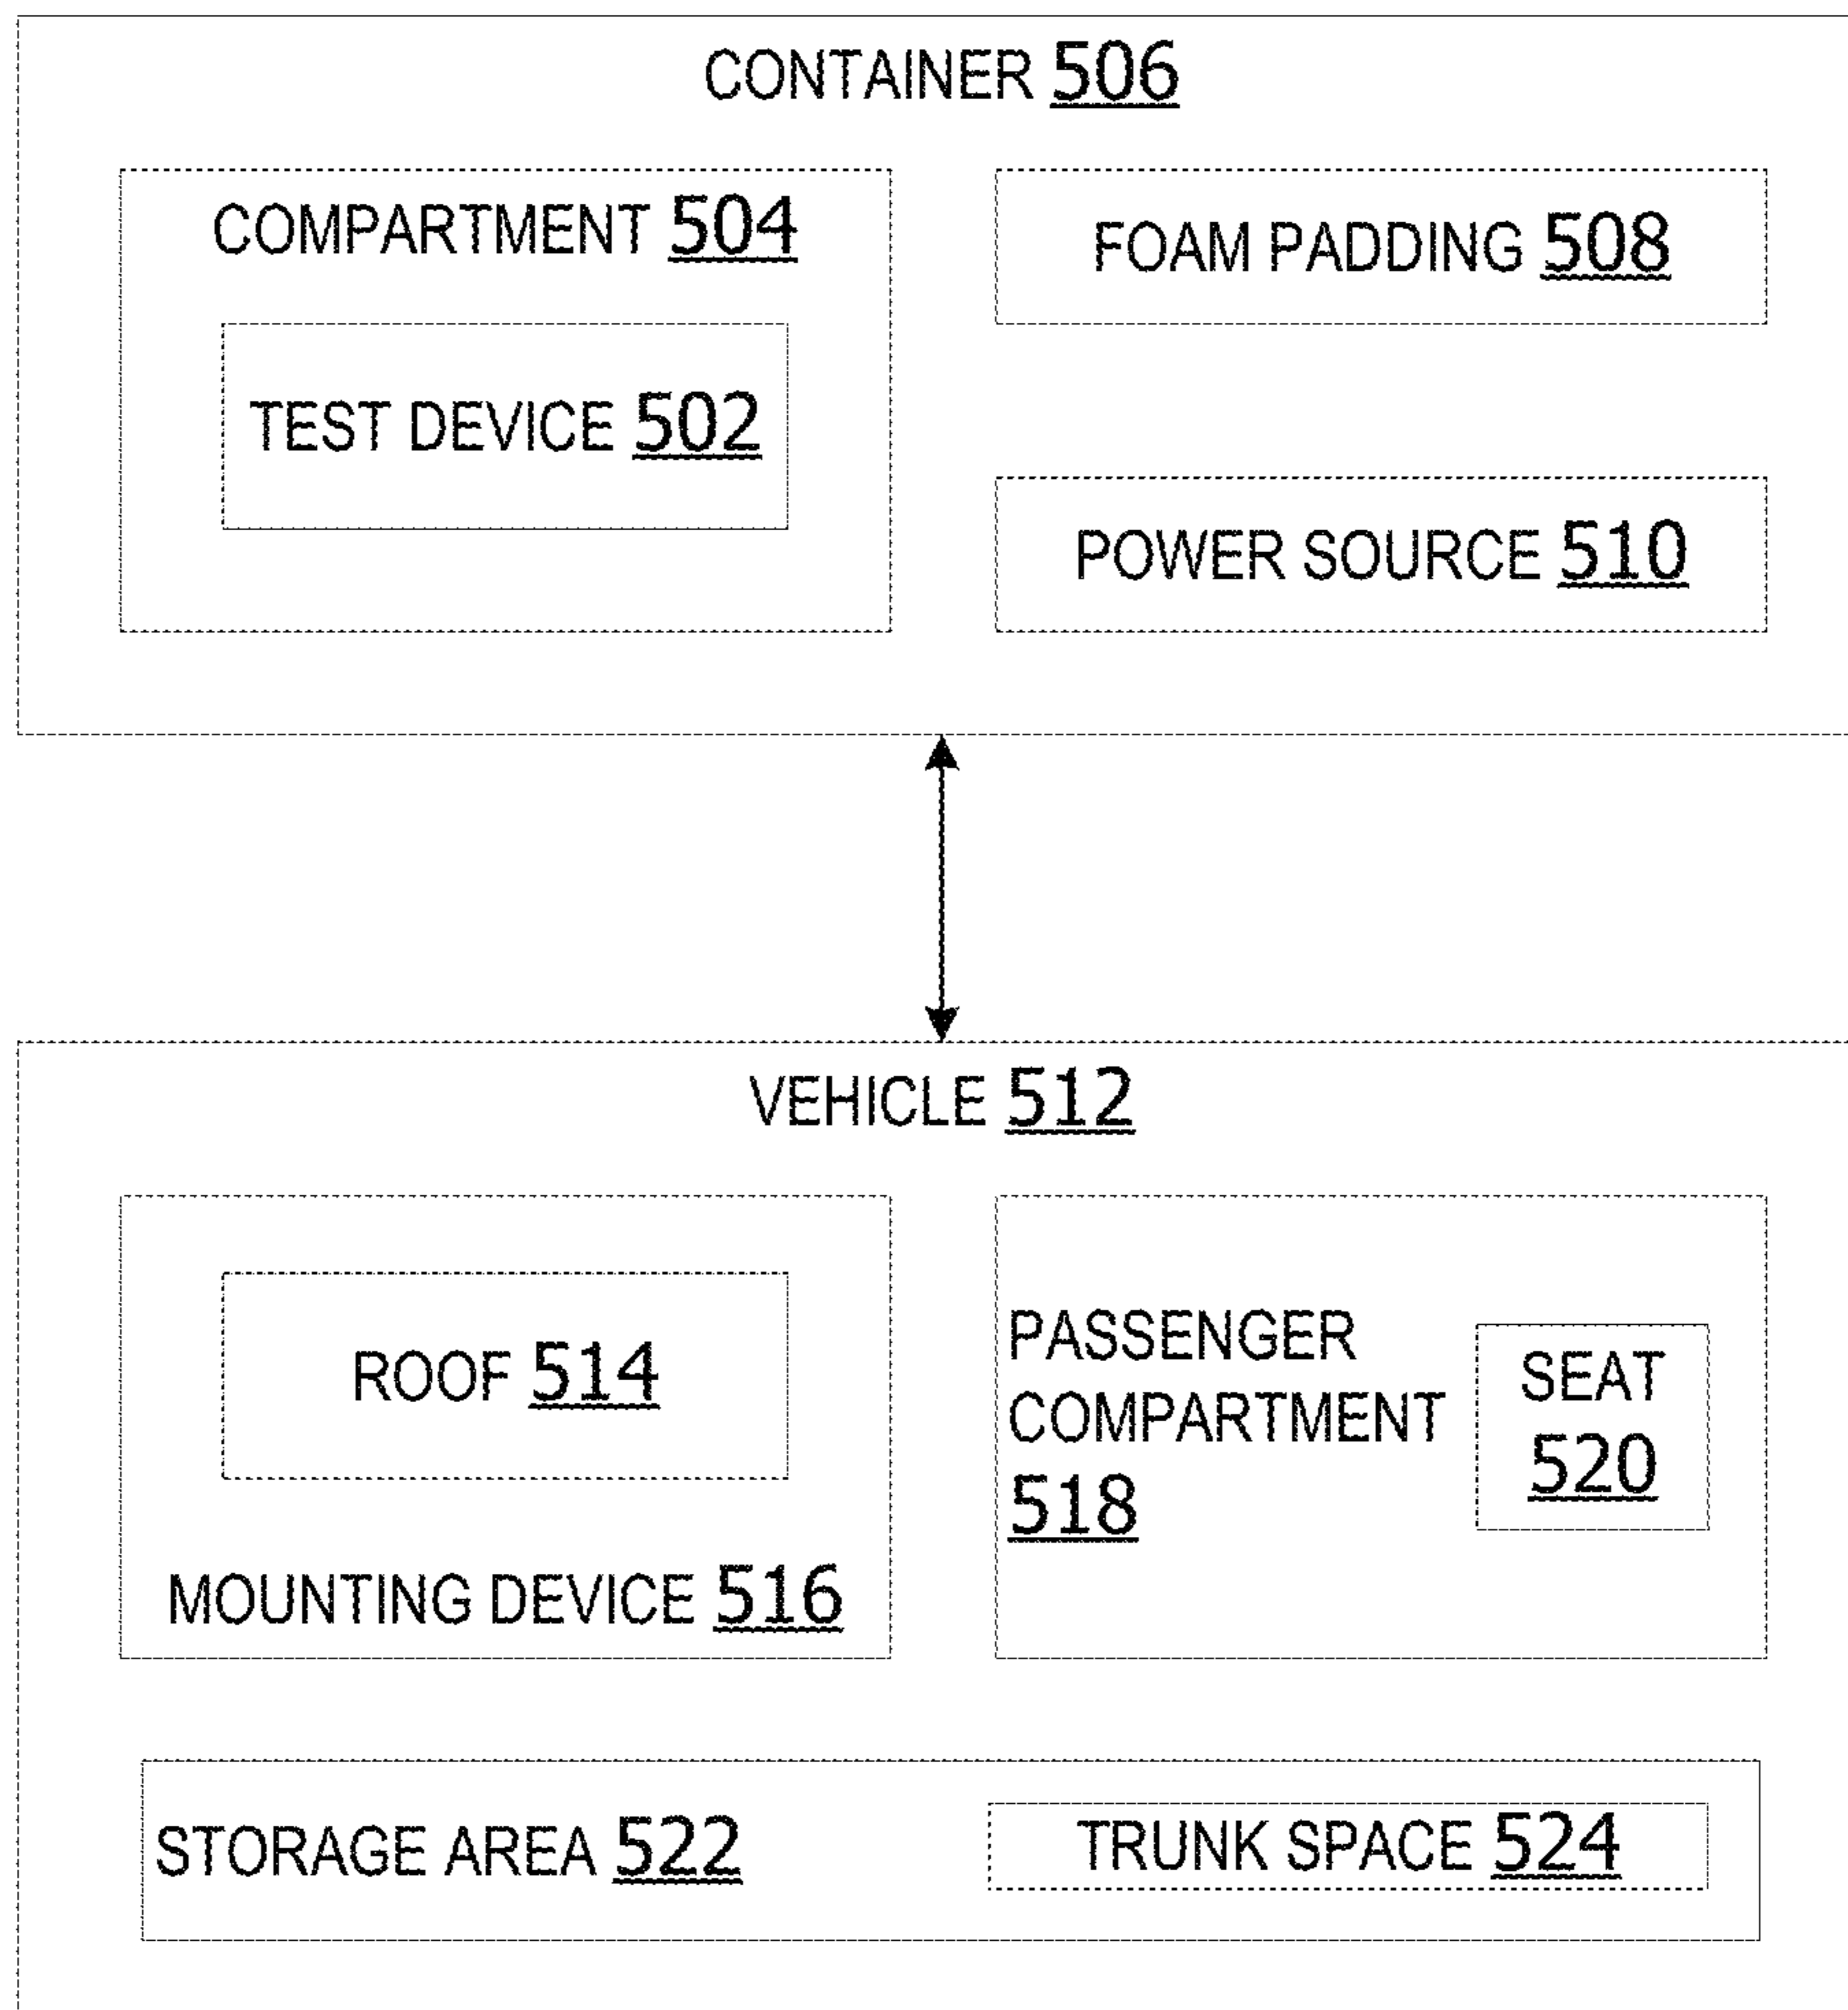 CONTAINER 506
COMPARTMENT 504
TEST DEVICE 502
FOAM PADDING 508
POWER SOURCE 510
VEHICLE 512
ROOF 514
MOUNTING DEVICE 516
PASSENGER
COMPARTMENT
518
SEAT
520
STORAGE AREA 522
TRUNK SPACE 524